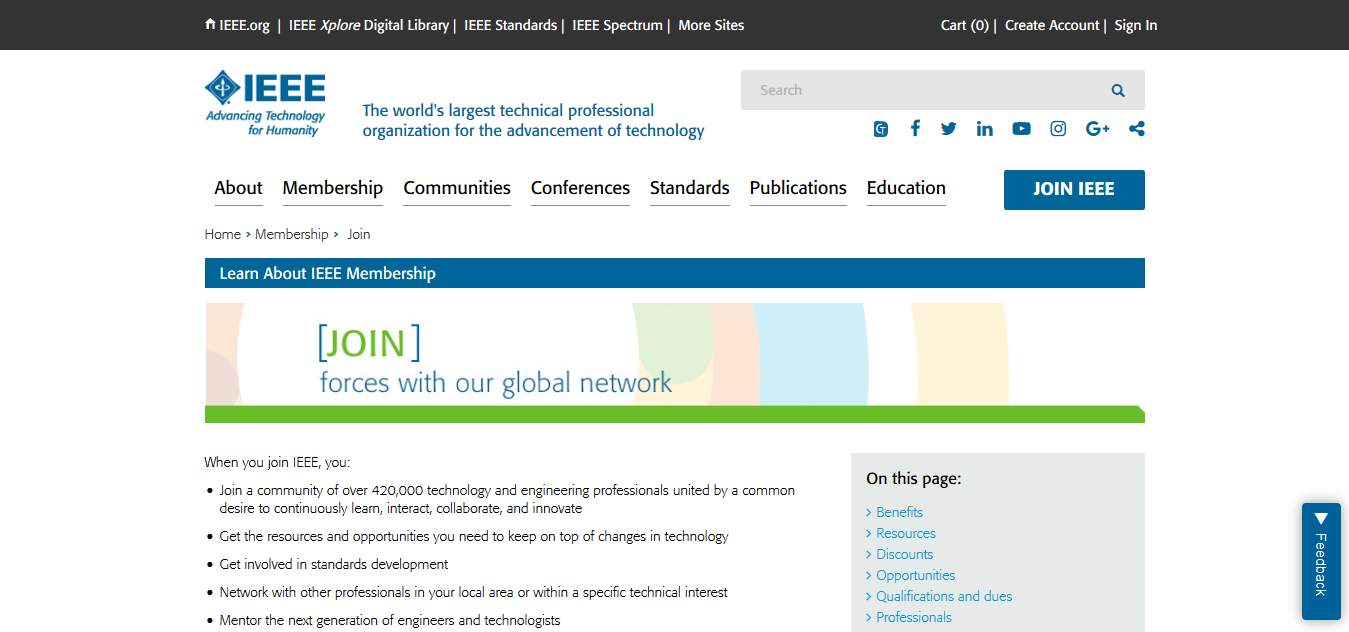 IEEE.org | IEEE Xplore Digital Library | IEEE Standards | IEEE Spectrum | More Sites
Cart (0) | Create Account | Sign In
IEEE
Advancing Technology
for Humanity
The world's largest technical professional
organization for the advancement of technology
Search
About Membership Communities Conferences Standards Publications Education
JOIN IEEE
Home › Membership › Join
Learn About IEEE Membership
[JOIN]
forces with our global network
When you join IEEE, you:
• Join a community of over 420,000 technology and engineering professionals united by a common
desire to continuously learn, interact, collaborate, and innovate
• Get the resources and opportunities you need to keep on top of changes in technology
• Get involved in standards development
• Network with other professionals in your local area or within a specific technical interest
• Mentor the next generation of engineers and technologists
On this page:
› Benefits
› Resources
› Discounts
› Opportunities
› Qualifications and dues
› Professionals
Feedback